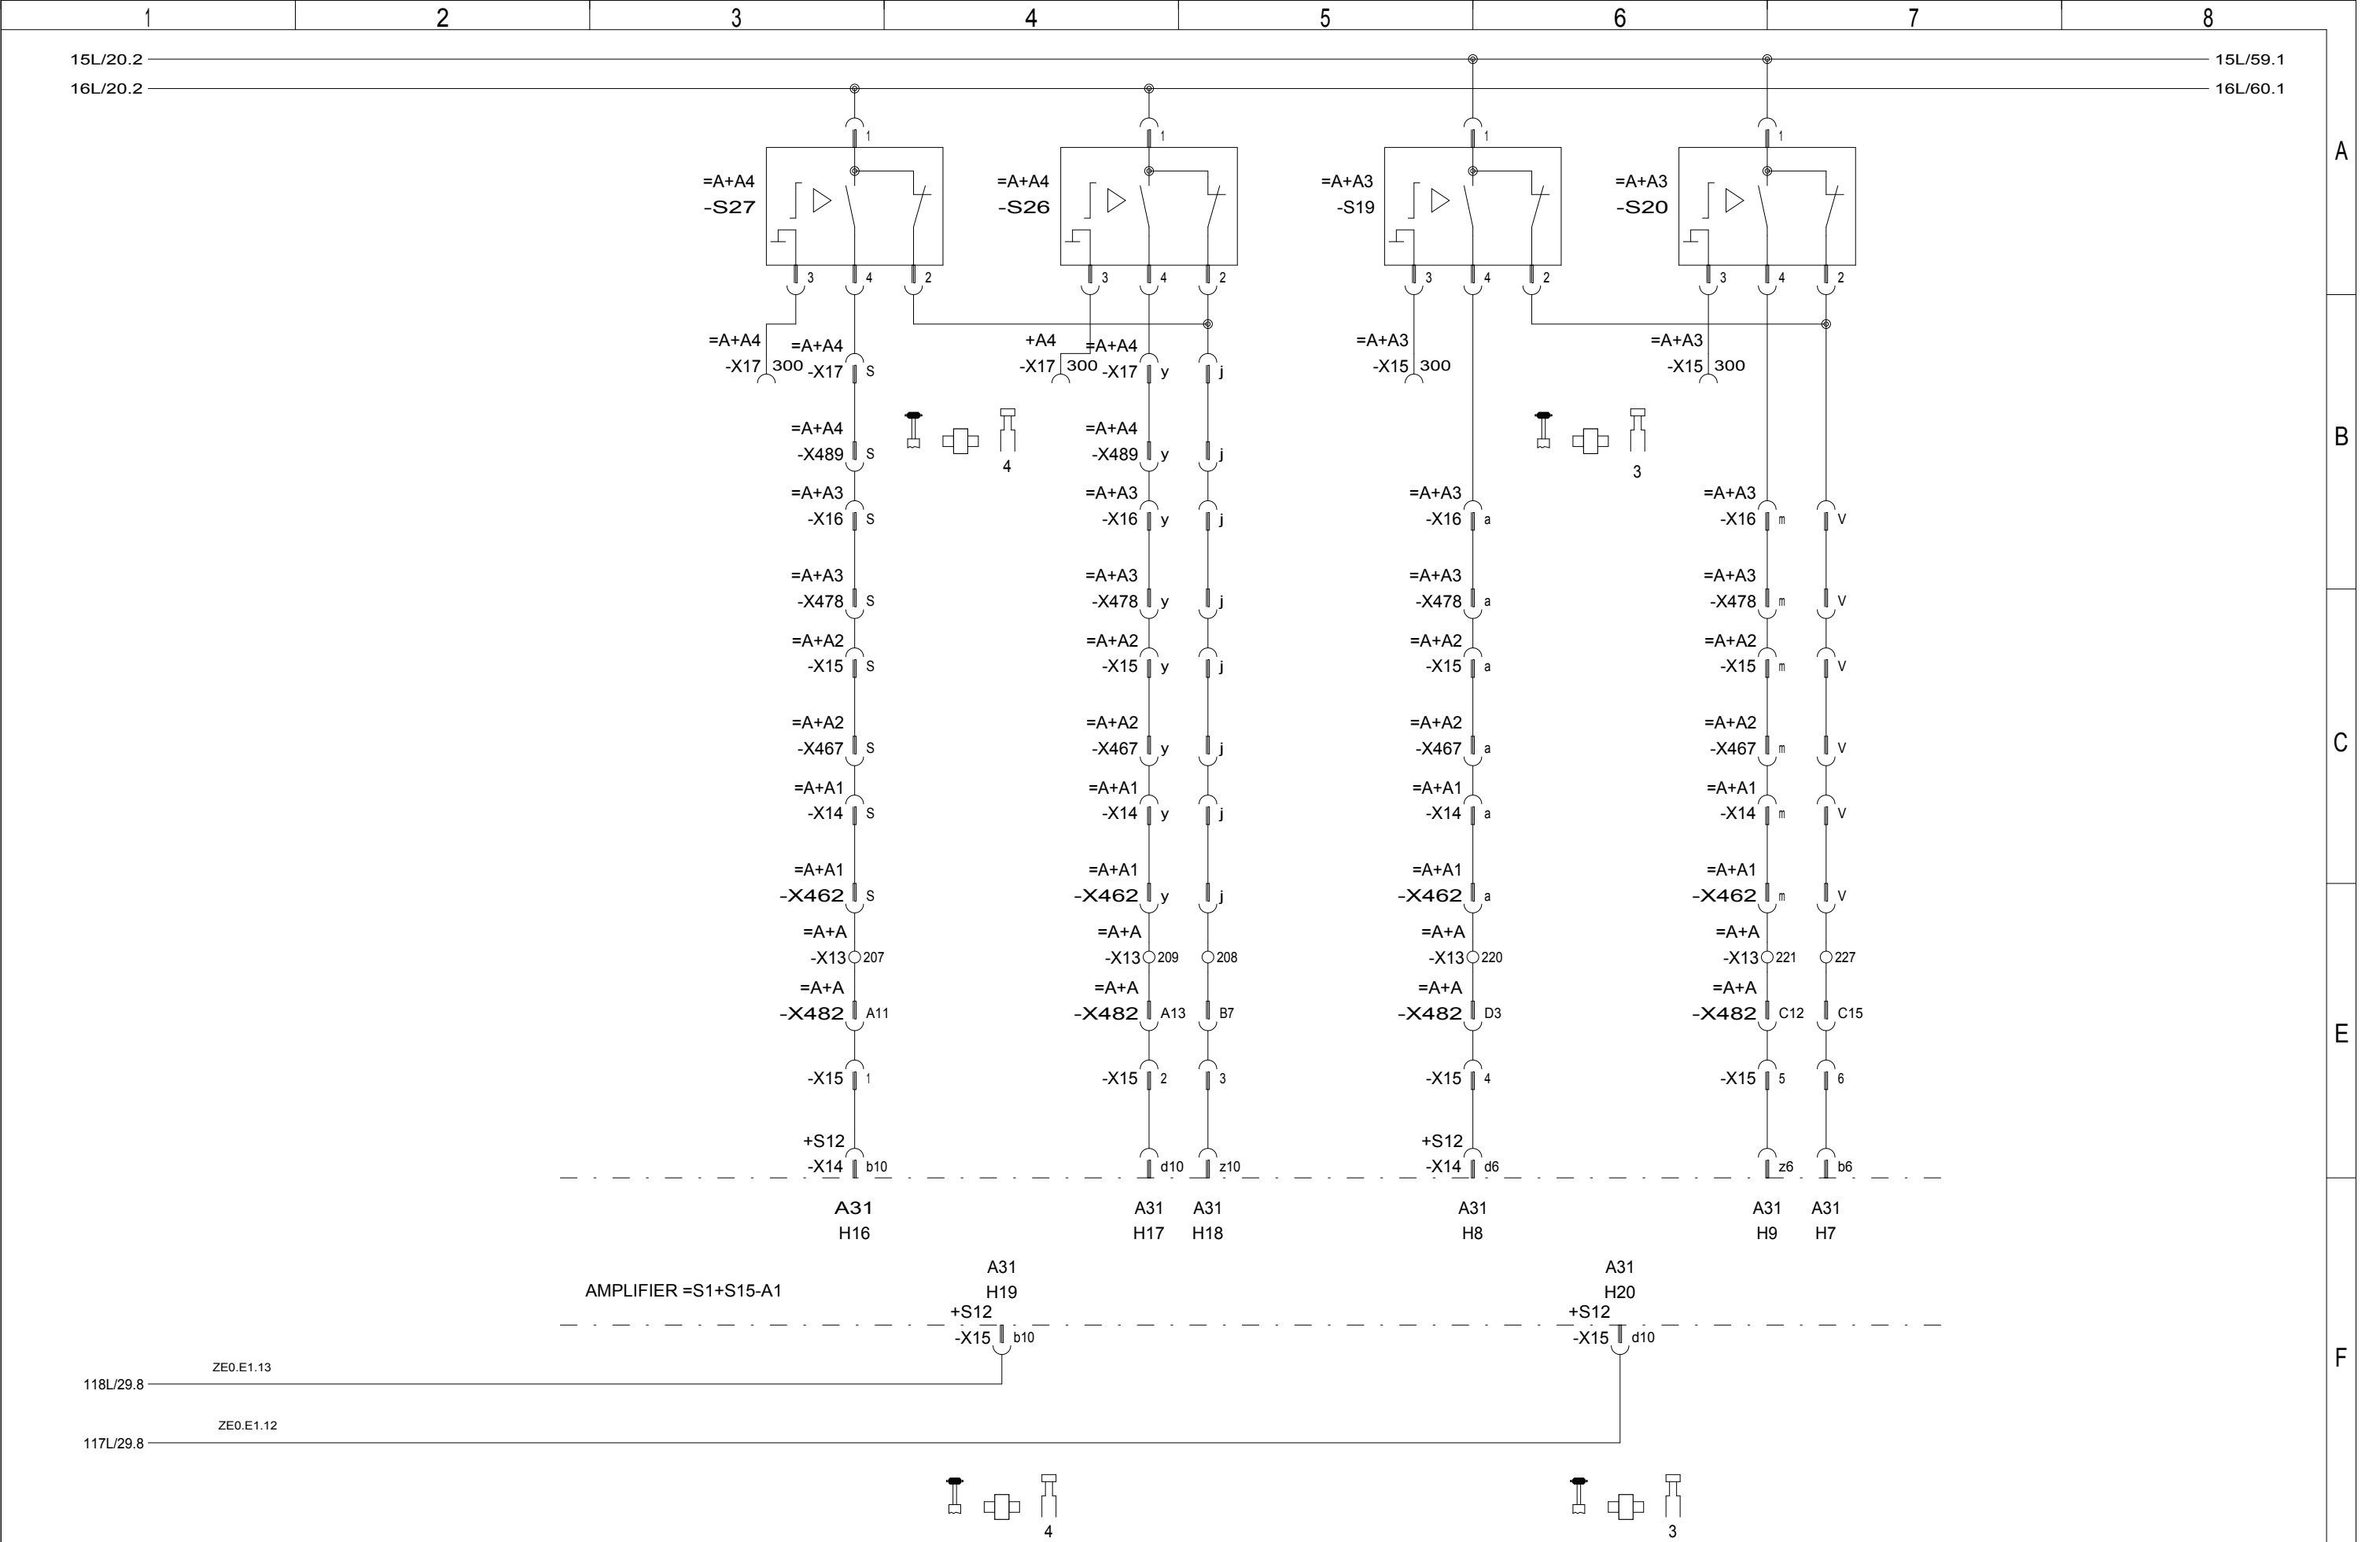 1 2 3 4 5 6 7 8
15L/20.2 15L/59.1
16L/20.2 16L/60.1
1 1 1 1
A
=A+A4 =A+A4 =A+A3 =A+A3
-S27 -S26 -S19 -S20
3 4 2 3 4 2 3 4 2 3 4 2
=A+A4 =A+A4 +A4 =A+A4 =A+A3 =A+A3
-X17 300 -X17 S -X17 300 -X17 y j -X15 300 -X15 300
=A+A4 =A+A4
B
-X489 S -X489 y j
4 3
=A+A3 =A+A3 =A+A3 =A+A3
-X16 S -X16 y j -X16 a -X16 m V
=A+A3 =A+A3 =A+A3 =A+A3
-X478 S -X478 y j -X478 a -X478 m V
=A+A2 =A+A2 =A+A2 =A+A2
-X15 S -X15 y j -X15 a -X15 m V
=A+A2 =A+A2 =A+A2 =A+A2
-X467 S -X467 y j -X467 a -X467 m V
C
=A+A1 =A+A1 =A+A1 =A+A1
-X14 S -X14 y j -X14 a -X14 m V
=A+A1 =A+A1 =A+A1 =A+A1
-X462 S -X462 y j -X462 a -X462 m V
=A+A =A+A =A+A =A+A
-X13 207 -X13 209 208 -X13 220 -X13 221 227
=A+A =A+A =A+A =A+A
-X482 A11 -X482 A13 B7 -X482 D3 -X482 C12 C15
E
-X15 1 -X15 2 3 -X15 4 -X15 5 6
+S12 +S12
-X14 b10 d10 z10 -X14 d6 z6 b6
A31 A31 A31 A31 A31 A31
H16 H17 H18 H8 H9 H7
A31 A31
AMPLIFIER =S1+S15-A1 H19 H20
+S12 +S12
-X15 b10 -X15 d10
F
ZE0.E1.13
118L/29.8
ZE0.E1.12
117L/29.8
4 3